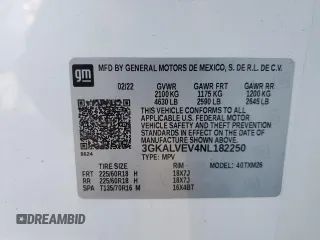 gm
MFD BY GENERAL MOTORS DE MEXICO, S. DE R.L. DE C.V.
02/22 GVWR GAWR FRT GAWR RR
2100 KG 1175 KG 1200 KG
4630 LB 2590 LB 2645 LB
THIS VEHICLE CONFORMS TO ALL APPLICABLE U.S. FEDERAL MOTOR VEHICLE SAFETY AND THEFT PREVENTION STANDARDS IN EFFECT ON THE DATE OF MANUFACTURE SHOWN ABOVE.
3GKALVEV4NL182250
9624 TYPE: MPV
MODEL: 40TXM26
TIRE SIZE RIM
FRT 225/60R18 H 18X7J
RR 225/60R18 H 18X7J
SPA T135/70R16 M 16X4BT
© AUTOHELPERBOT.COM